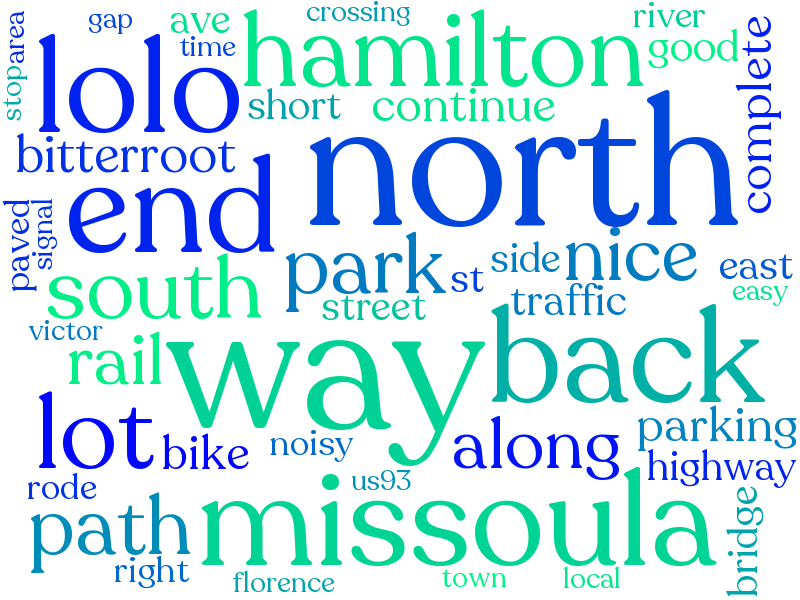 crossing
river
gap
ave
time
good
stop
area
lolo
hamilton
short
continue
complete
bitterroot
north
end
park
side
nice
east
paved
signal
st
easy
south
street
traffic
victor
rail
way
back
lot
bike
noisy
along
parking
highway
us93
rode
path
missoula
bridge
right
florence
town
local